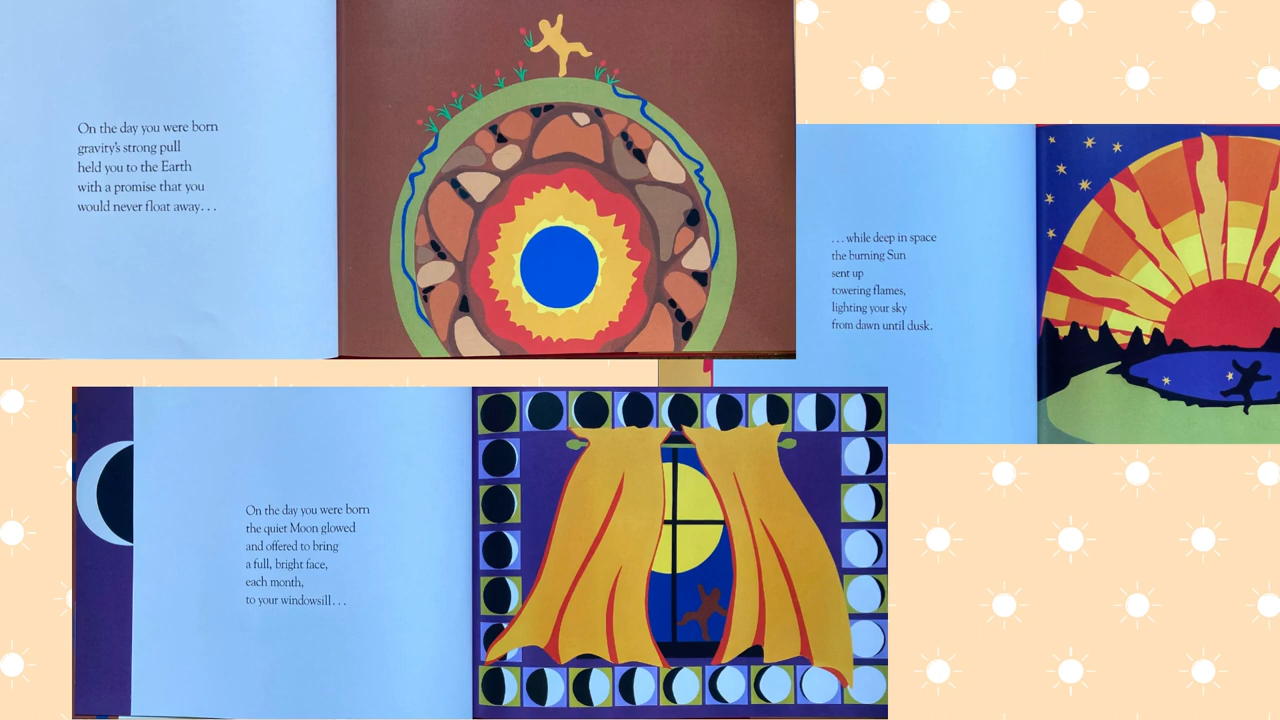 On the day you were born
gravity's strong pull
held you to the Earth
with a promise that you
would never float away. . .
. . . while deep in space
the burning Sun
sent up
towering flames,
lighting your sky
from dawn until dusk.
On the day you were born
the quiet Moon glowed
and offered to bring
a full, bright face,
each month,
to your windowsill . . .